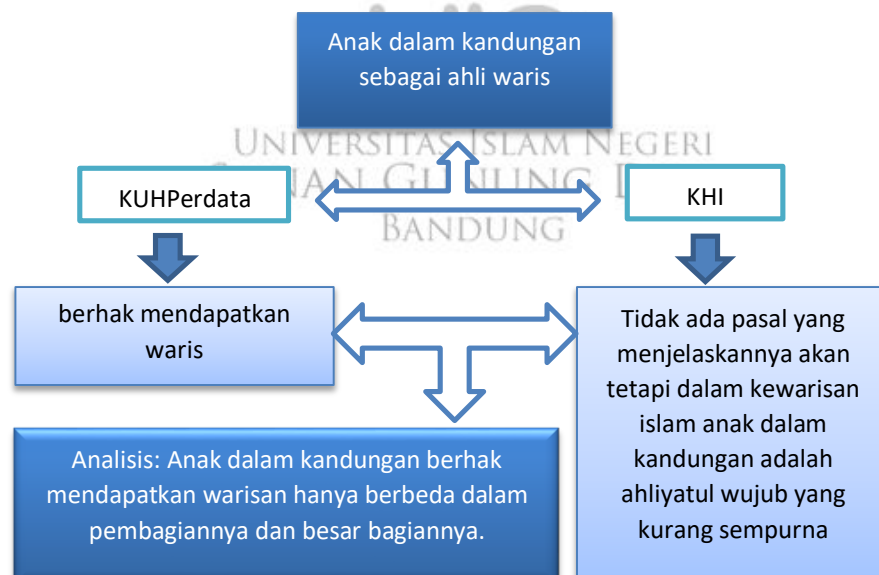 Anak dalam kandungan
sebagai ahli waris
UNIVERSITAS ISLAM NEGERI
GUNUNG
BANDUNG
KUHPerdata
KHI
berhak mendapatkan
waris
Tidak ada pasal yang
menjelaskannya akan
tetapi dalam kewarisan
islam anak dalam
kandungan adalah
ahliyatul wujub yang
kurang sempurna
Analisis: Anak dalam kandungan berhak
mendapatkan warisan hanya berbeda dalam
pembagiannya dan besar bagiannya.